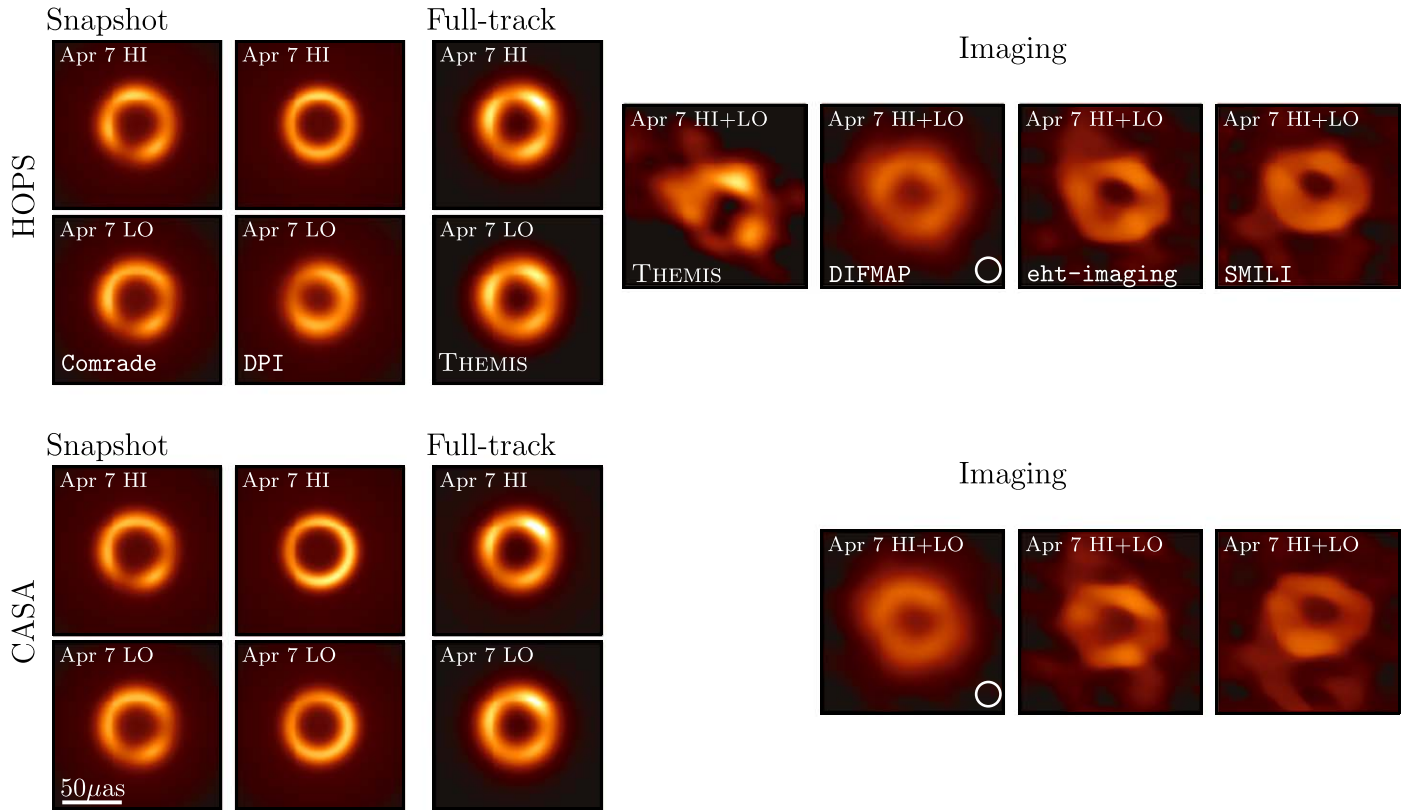 Snapshot
Full-track
Imaging
HOPS
Apr 7 HI
Apr 7 HI
Apr 7 HI
Apr 7 HI+LO
Apr 7 HI+LO
Apr 7 HI+LO
Apr 7 HI+LO
Apr 7 LO
Apr 7 LO
Apr 7 LO
THEMIS
DIFMAP
eht-imaging
SMILI
Comrade
DPI
THEMIS
Snapshot
Full-track
Imaging
CASA
Apr 7 HI
Apr 7 HI
Apr 7 HI
Apr 7 HI+LO
Apr 7 HI+LO
Apr 7 HI+LO
Apr 7 LO
Apr 7 LO
Apr 7 LO
50μas